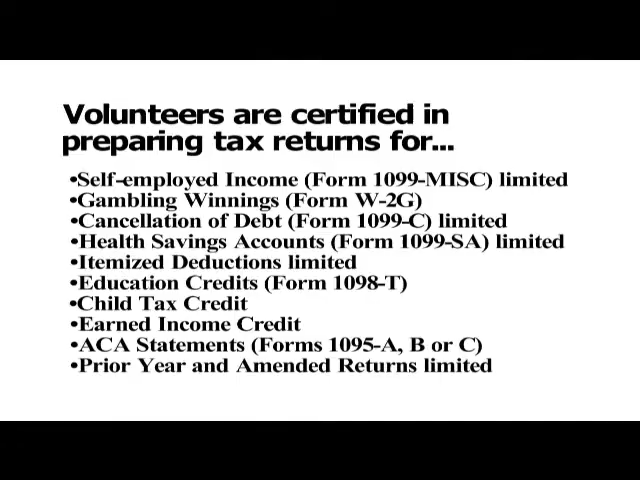 Volunteers are certified in
preparing tax returns for...
•Self-employed Income (Form 1099-MISC) limited
•Gambling Winnings (Form W-2G)
•Cancellation of Debt (Form 1099-C) limited
•Health Savings Accounts (Form 1099-SA) limited
•Itemized Deductions limited
•Education Credits (Form 1098-T)
•Child Tax Credit
•Earned Income Credit
•ACA Statements (Forms 1095-A, B or C)
•Prior Year and Amended Returns limited